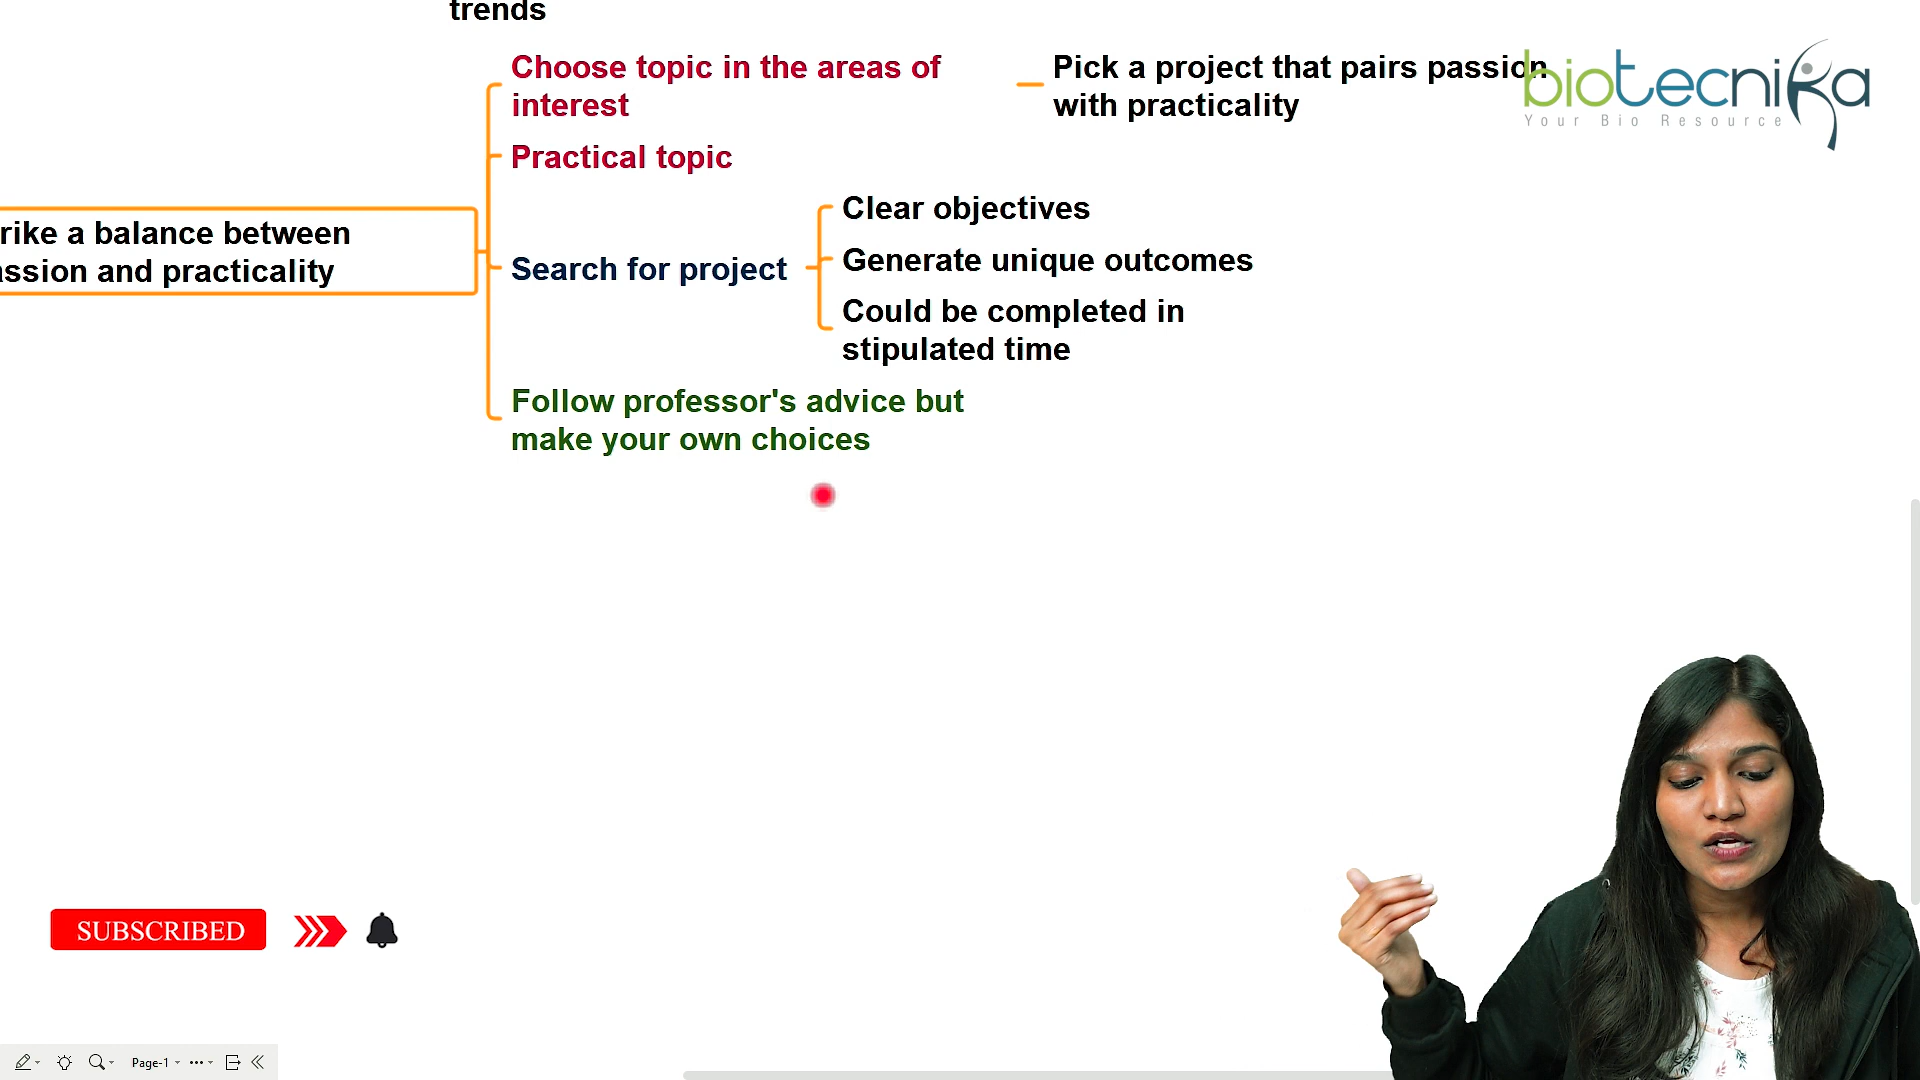 trends
Choose topic in the areas of
interest
Pick a project that pairs passion
with practicality
biotecnika
Your Bio Resource
Practical topic
rike a balance between
assion and practicality
Search for project
Clear objectives
Generate unique outcomes
Could be completed in
stipulated time
Follow professor's advice but
make your own choices
SUBSCRIBED
Page-1